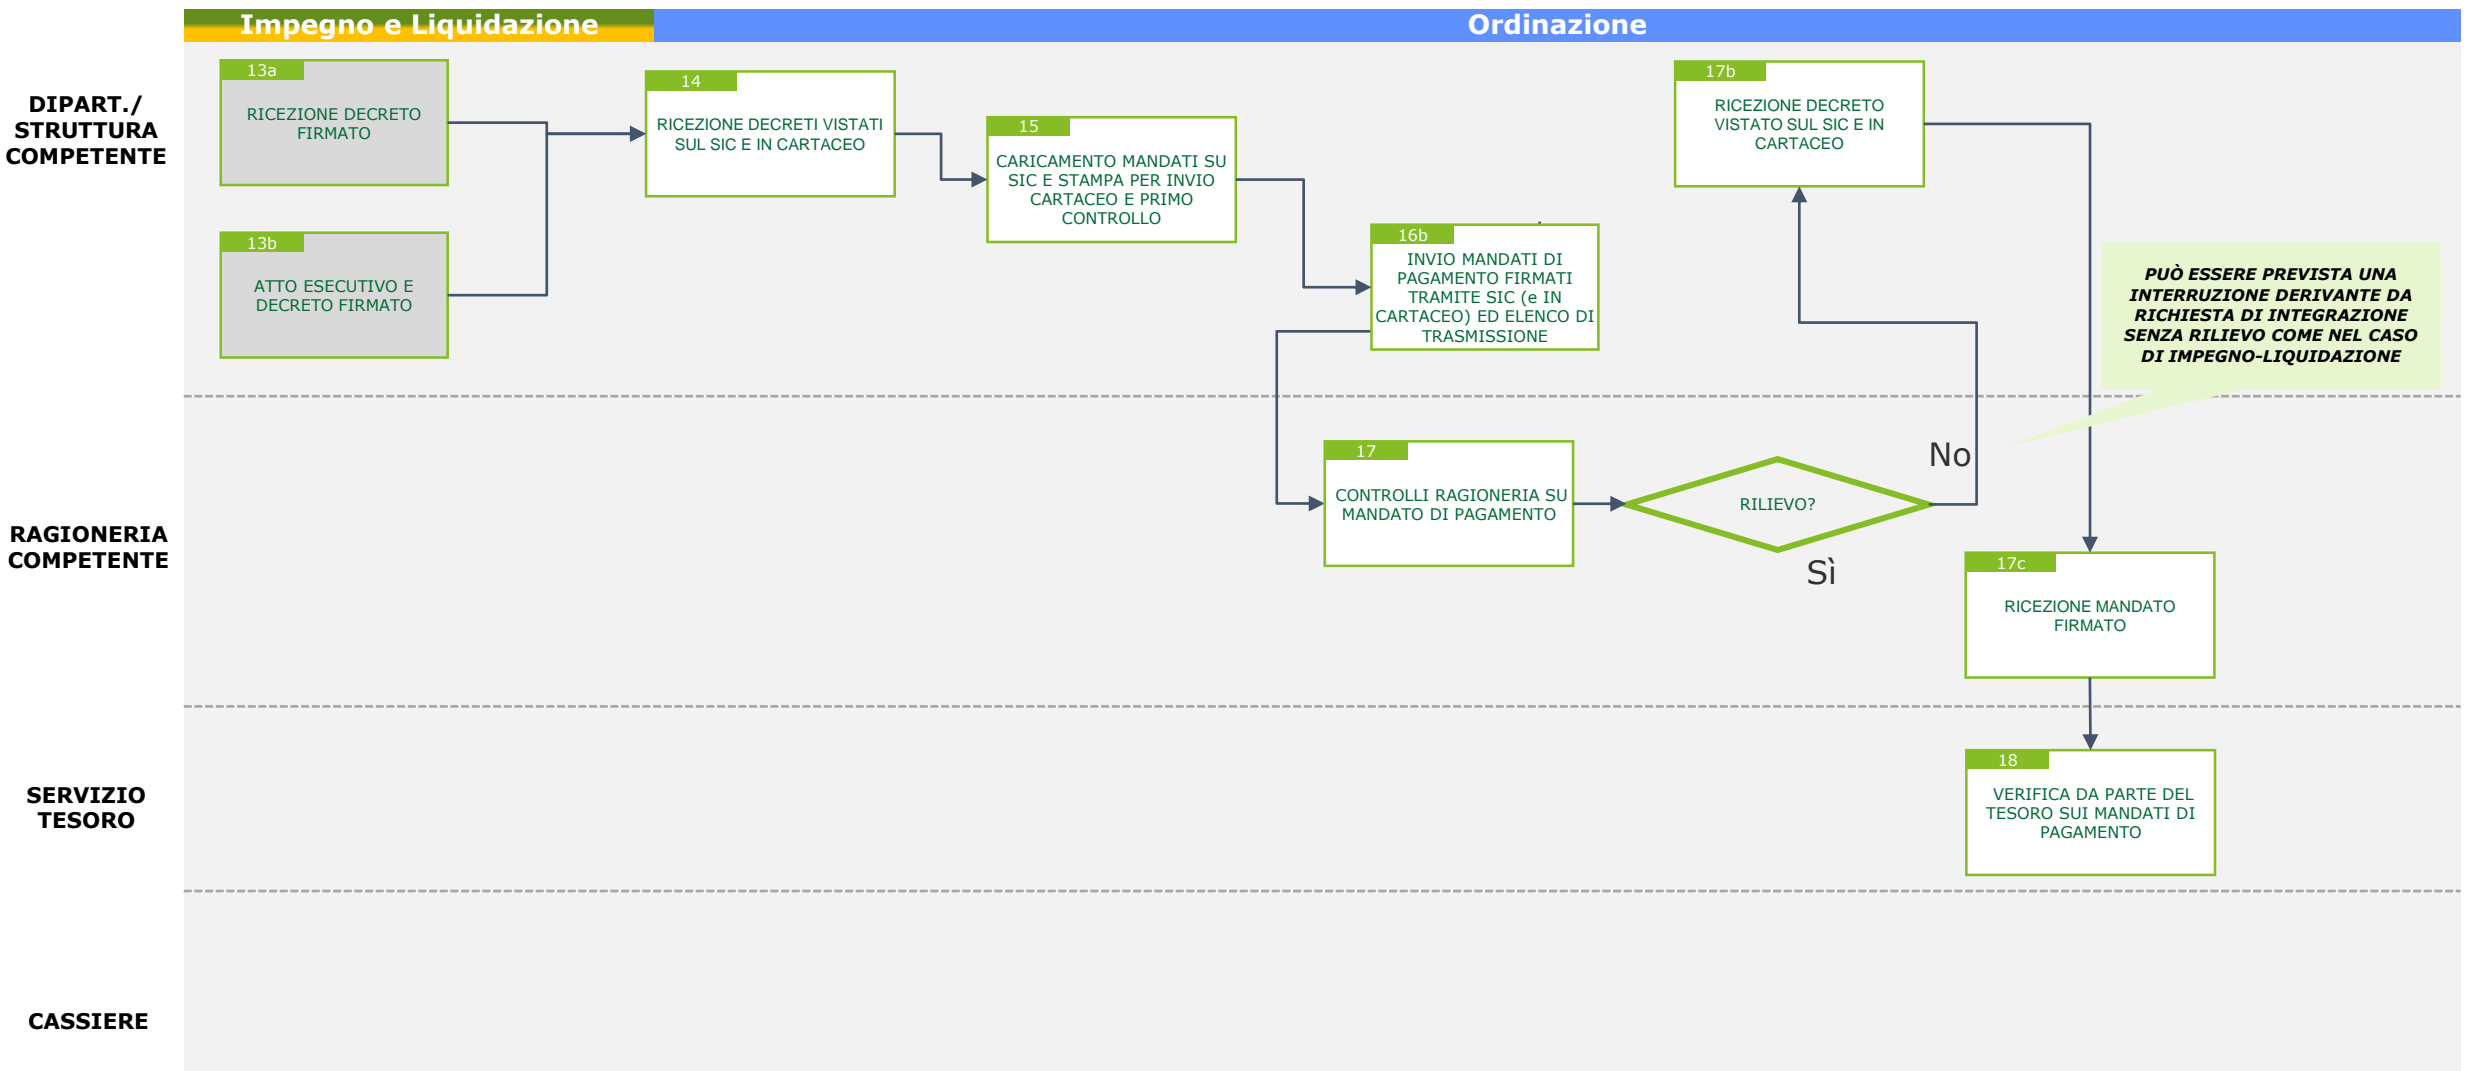 Impegno e Liquidazione
Ordinazione
DIPART./
STRUTTURA
COMPETENTE
13a
RICEZIONE DECRETO
FIRMATO
13b
ATTO ESECUTIVO E
DECRETO FIRMATO
14
RICEZIONE DECRETI VISTATI
SUL SIC E IN CARTACEO
15
CARICAMENTO MANDATI SU
SIC E STAMPA PER INVIO
CARTACEO E PRIMO
CONTROLLO
16b
INVIO MANDATI DI
PAGAMENTO FIRMATI
TRAMITE SIC (e IN
CARTACEO) ED ELENCO DI
TRASMISSIONE
17b
RICEZIONE DECRETO
VISTATO SUL SIC E IN
CARTACEO
PUÒ ESSERE PREVISTA UNA
INTERRUZIONE DERIVANTE DA
RICHIESTA DI INTEGRAZIONE
SENZA RILIEVO COME NEL CASO
DI IMPEGNO-LIQUIDAZIONE
RAGIONERIA
COMPETENTE
17
CONTROLLI RAGIONERIA SU
MANDATO DI PAGAMENTO
RILIEVO?
No
Sì
17c
RICEZIONE MANDATO
FIRMATO
SERVIZIO
TESORO
18
VERIFICA DA PARTE DEL
TESORO SUI MANDATI DI
PAGAMENTO
CASSIERE